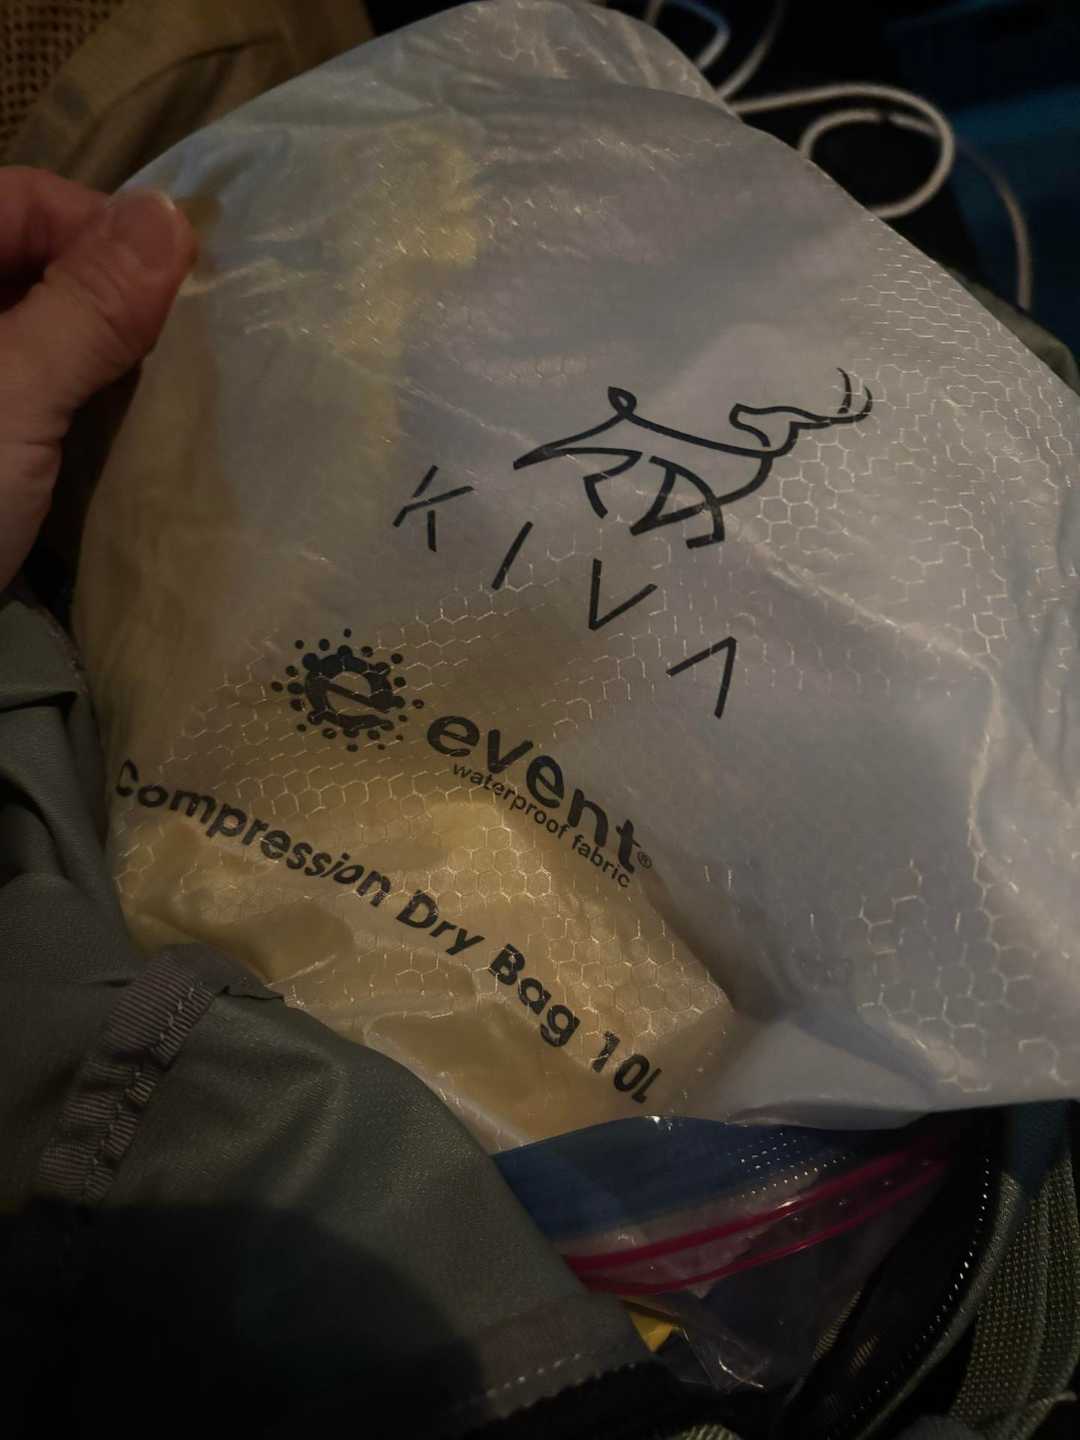 KIVA
event®
waterproof fabric
Compression Dry Bag 10L